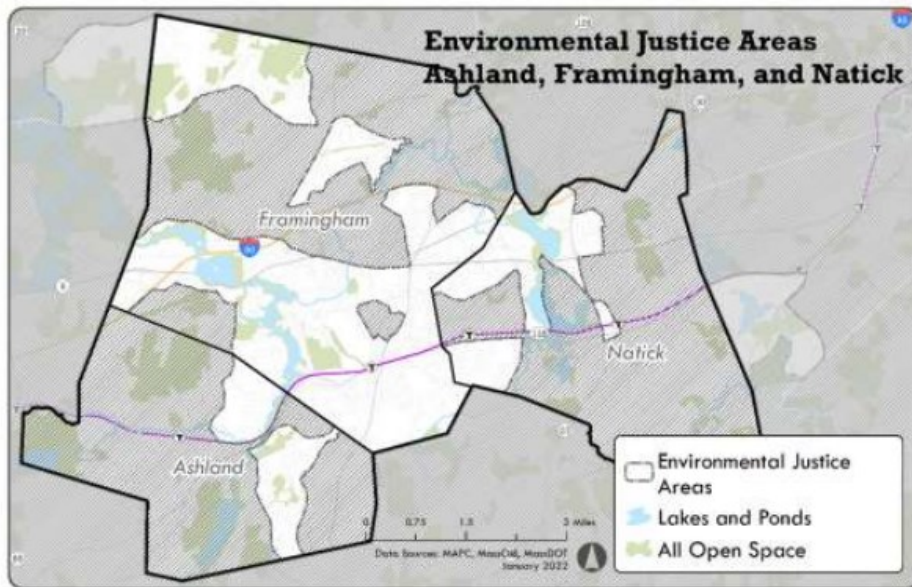 Environmental Justice Areas
Ashland, Framingham, and Natick
Framingham
Natick
Ashland
Environmental Justice
Areas
Lakes and Ponds
All Open Space
0 0.75 1.5 3 Miles
Data Sources: MAPC, MassGIS, MassDOT
January 2022